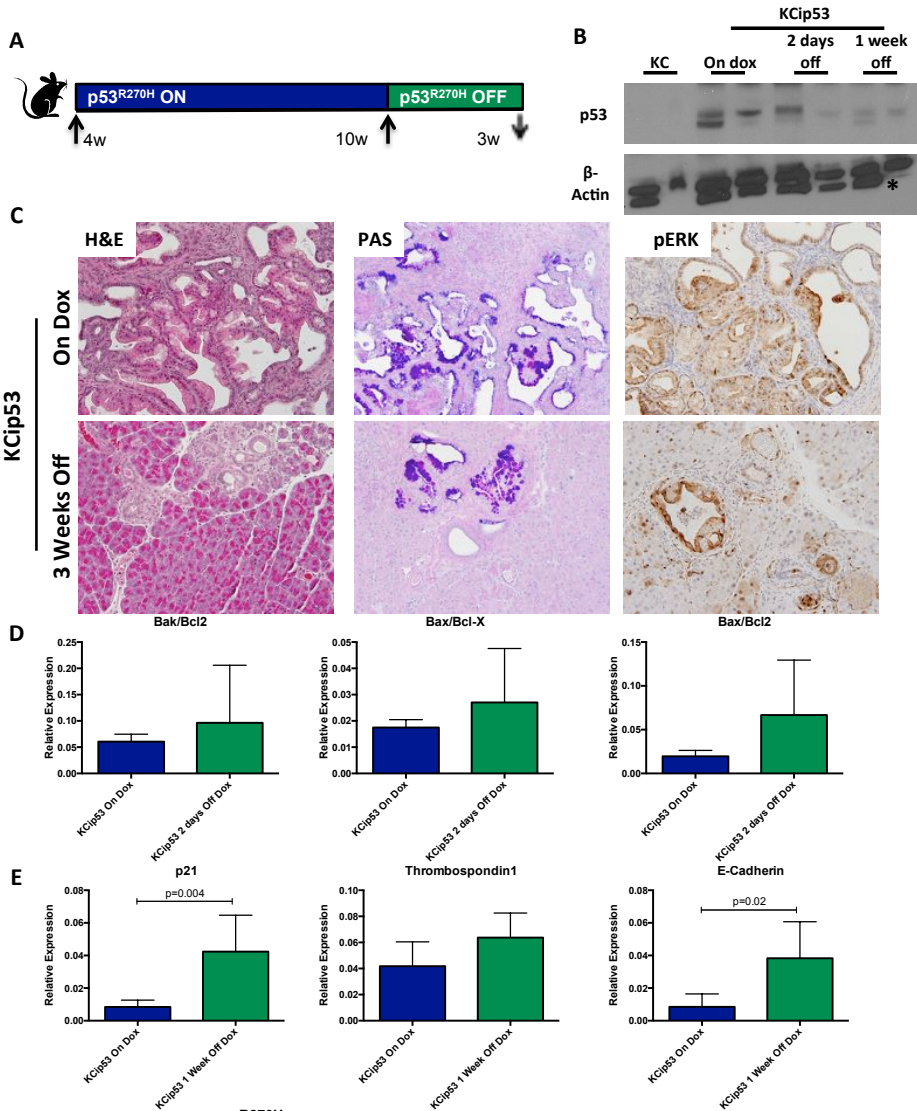 A
p53R270H ON
p53R270H OFF
4w
10w
3w
B
KCip53
KC
On dox
2 days
off
1 week
off
p53
β-
Actin
*
C
H&E
PAS
pERK
KCip53
On Dox
3 Weeks Off
D
Bak/Bcl2
Relative Expression
0.25
0.20
0.15
0.10
0.05
0.00
KCip53 On Dox
KCip53 2 days Off Dox
Bax/Bcl-X
Relative Expression
0.05
0.04
0.03
0.02
0.01
0.00
KCip53 On Dox
KCip53 2 days Off Dox
Bax/Bcl2
Relative Expression
0.15
0.10
0.05
0.00
KCip53 On Dox
KCip53 2 days Off Dox
E
p21
Relative Expression
0.08
0.06
0.04
0.02
0.00
p=0.004
KCip53 On Dox
KCip53 1 Week Off Dox
Thrombospondin1
Relative Expression
0.10
0.08
0.06
0.04
0.02
0.00
KCip53 On Dox
KCip53 1 Week Off Dox
E-Cadherin
Relative Expression
0.08
0.06
0.04
0.02
0.00
p=0.02
KCip53 On Dox
KCip53 1 Week Off Dox